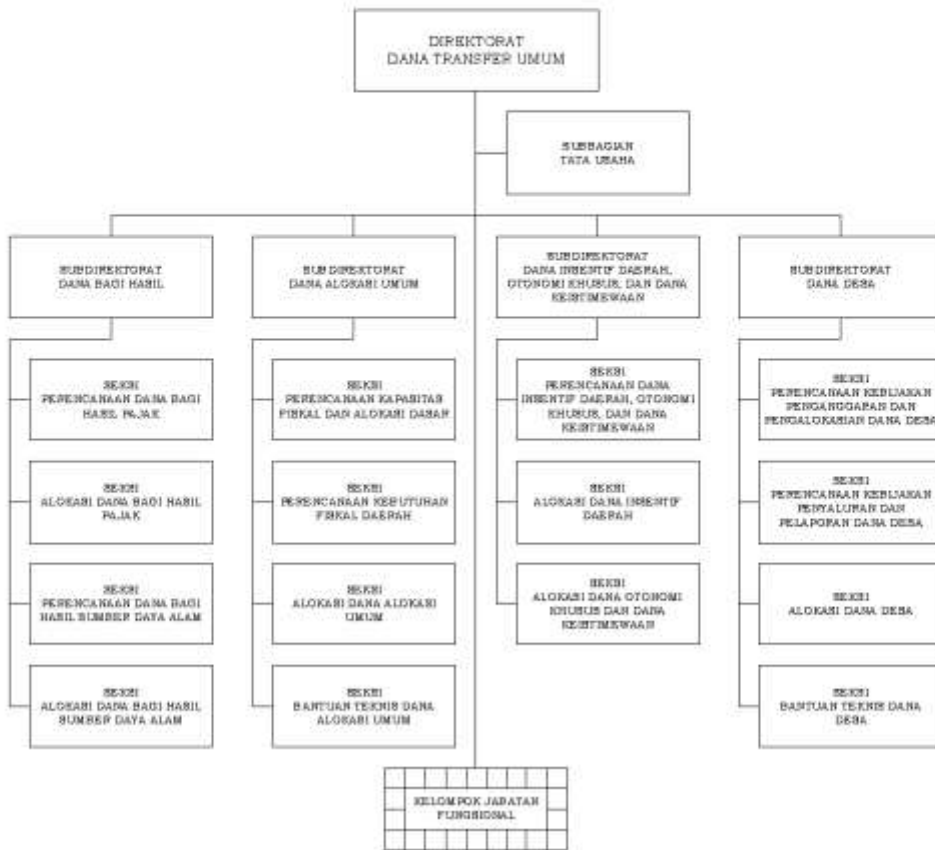 DIREKTORAT
DANA TRANSFER UMUM
SUBBAGIAN
TATA USAHA
SUBDIREKTORAT
DANA BAGI HASIL
SUBDIREKTORAT
DANA ALOKASI UMUM
SUBDIREKTORAT
DANA INSENTIF DAERAH,
OTONOMI KHUSUS, DAN DANA
KEISTIMEWAAN
SUBDIREKTORAT
DANA DESA
SEKSI
PERENCANAAN DANA BAGI
HASIL PAJAK
SEKSI
PERENCANAAN KAPASITAS
FISKAL DAN ALOKASI DASAR
SEKSI
PERENCANAAN DANA
INSENTIF DAERAH, OTONOMI
KHUSUS, DAN DANA
KEISTIMEWAAN
SEKSI
PERENCANAAN KEBIJAKAN
PENGANGGARAN DAN
PENGALOKASIAN DANA DESA
SEKSI
ALOKASI DANA BAGI HASIL
PAJAK
SEKSI
PERENCANAAN KEBUTUHAN
FISKAL DAERAH
SEKSI
ALOKASI DANA INSENTIF
DAERAH
SEKSI
PERENCANAAN KEBIJAKAN
PENYALURAN DAN
PELAPORAN DANA DESA
SEKSI
PERENCANAAN DANA BAGI
HASIL SUMBER DAYA ALAM
SEKSI
ALOKASI DANA ALOKASI
UMUM
SEKSI
ALOKASI DANA OTONOMI
KHUSUS DAN DANA
KEISTIMEWAAN
SEKSI
ALOKASI DANA DESA
SEKSI
ALOKASI DANA BAGI HASIL
SUMBER DAYA ALAM
SEKSI
BANTUAN TEKNIS DANA
ALOKASI UMUM
SEKSI
BANTUAN TEKNIS DANA
DESA
KELOMPOK JABATAN
FUNGSIONAL